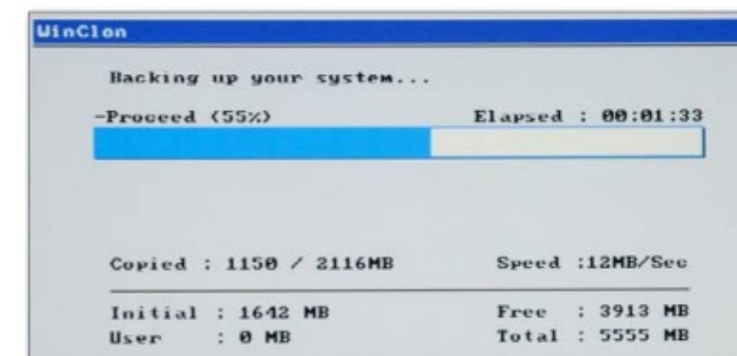 WinClon
Backing up your system...
-Proceed (55%) Elapsed : 00:01:33
Copied : 1150 / 2116MB Speed :12MB/Sec
Initial : 1642 MB Free : 3913 MB
User : 0 MB Total : 5555 MB